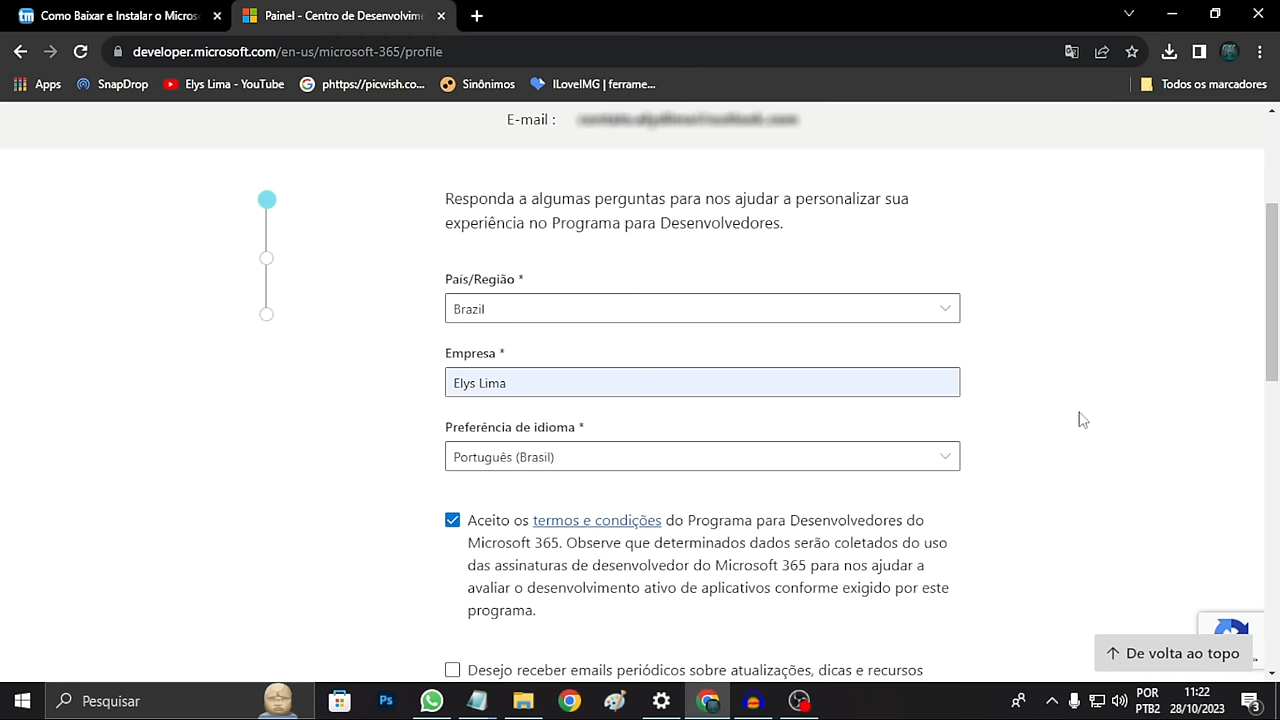 Como Baixar e Instalar o Micros
Painel - Centro de Desenvolvime
developer.microsoft.com/en-us/microsoft-365/profile
Apps SnapDrop Elys Lima - YouTube phttps://picwish.co... Sinônimos ILoveIMG | ferrame... Todos os marcadores
E-mail :
Responda a algumas perguntas para nos ajudar a personalizar sua
experiência no Programa para Desenvolvedores.
País/Região *
Brazil
Empresa *
Elys Lima
Preferência de idioma *
Português (Brasil)
Aceito os termos e condições do Programa para Desenvolvedores do
Microsoft 365. Observe que determinados dados serão coletados do uso
das assinaturas de desenvolvedor do Microsoft 365 para nos ajudar a
avaliar o desenvolvimento ativo de aplicativos conforme exigido por este
programa.
De volta ao topo
Desejo receber emails periódicos sobre atualizações, dicas e recursos
Pesquisar
Ps
POR
PTB2
11:22
28/10/2023
3